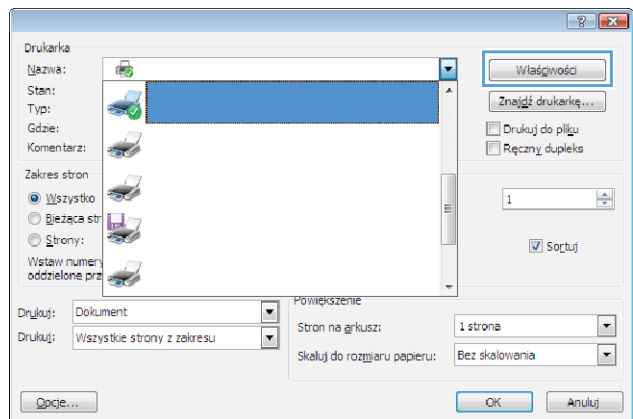 Drukarka
Nazwa:
Właściwości
Stan:
Znajdź drukarkę...
Typ:
Gdzie:
Drukuj do pliku
Komentarz:
Ręczny dupleks
Zakres stron
Wszystko
1
Bieżąca str
Strony:
Sortuj
Wstaw numery
oddzielone prz
Powiększenie
Drukuj: Dokument
Stron na arkusz: 1 strona
Drukuj: Wszystkie strony z zakresu
Skaluj do rozmiaru papieru: Bez skalowania
Opcje...
OK
Anuluj